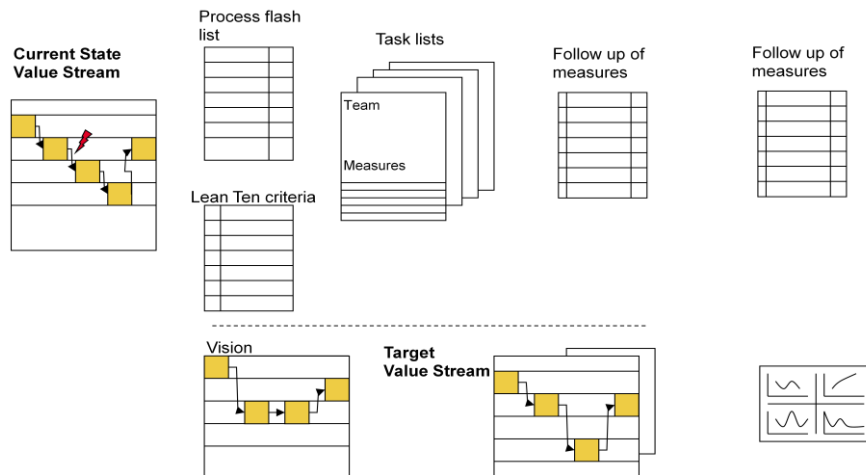 Process flash
list
Current State
Value Stream
Task lists
Follow up of
measures
Follow up of
measures
Team
Measures
Lean Ten criteria
Vision
Target
Value Stream